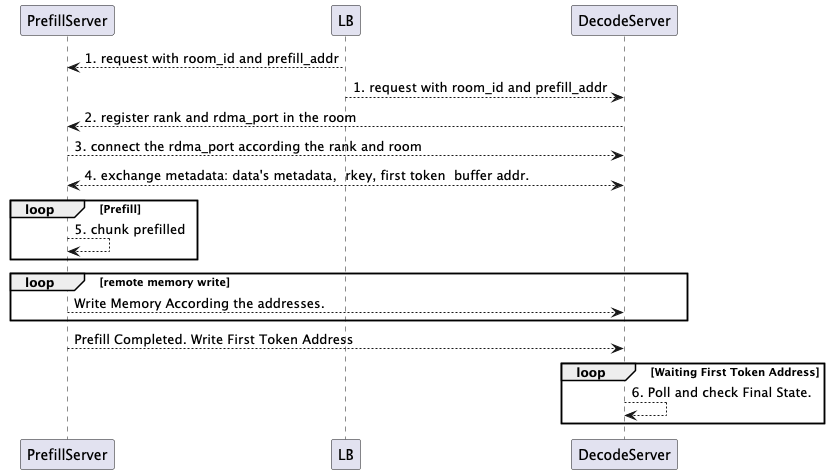 PrefillServer LB DecodeServer
1. request with room_id and prefill_addr
1. request with room_id and prefill_addr
2. register rank and rdma_port in the room
3. connect the rdma_port according the rank and room
4. exchange metadata: data's metadata,  rkey, first token  buffer addr.
loop [Prefill]
5. chunk prefilled
loop [remote memory write]
Write Memory According the addresses.
Prefill Completed. Write First Token Address
loop [Waiting First Token Address]
6. Poll and check Final State.
PrefillServer LB DecodeServer